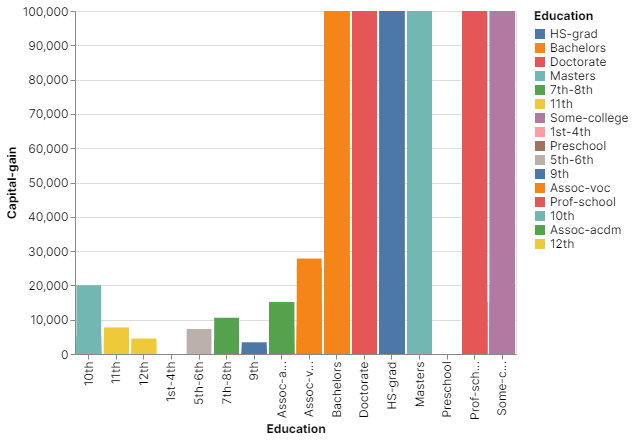 Education
HS-grad
Bachelors
Doctorate
Masters
7th-8th
11th
Some-college
1st-4th
Preschool
5th-6th
9th
Assoc-voc
Prof-school
10th
Assoc-acdm
12th
Capital-gain
100,000
90,000
80,000
70,000
60,000
50,000
40,000
30,000
20,000
10,000
0
10th
11th
12th
1st-4th
5th-6th
7th-8th
9th
Assoc-a...
Assoc-v...
Bachelors
Doctorate
HS-grad
Masters
Preschool
Prof-sch...
Some-c...
Education